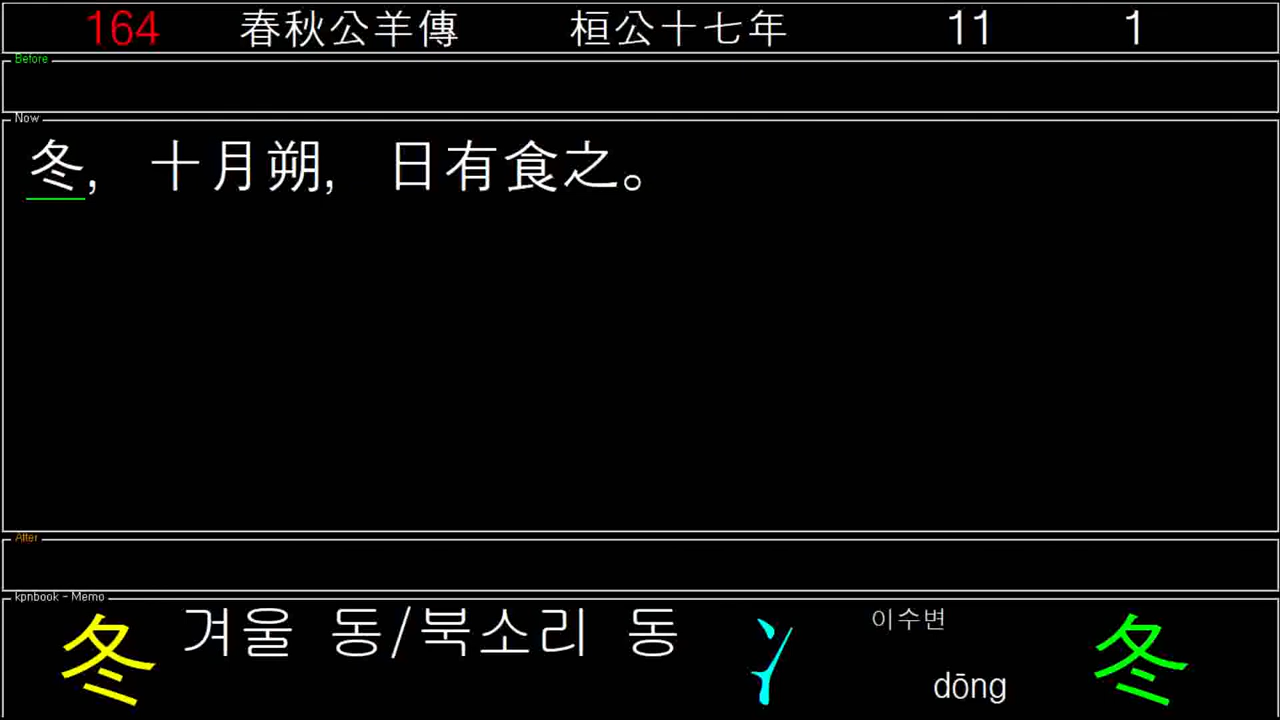 164 春秋公羊傳 桓公十七年 11 1
Before
Now
冬, 十月朔, 日有食之。
After
kpnbook - Memo
冬 겨울 동/북소리 동 冫 이수변 dōng 冬